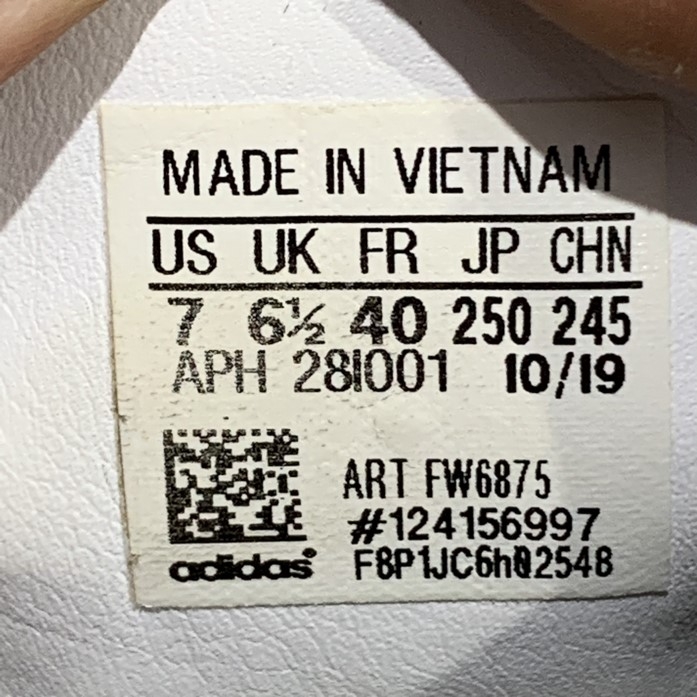 MADE IN VIETNAM
US UK FR JP CHN
7 6½ 40 250 245
APH 28I001 10/19
ART FW6875
#124156997
adidas® F8P1JC6h02548